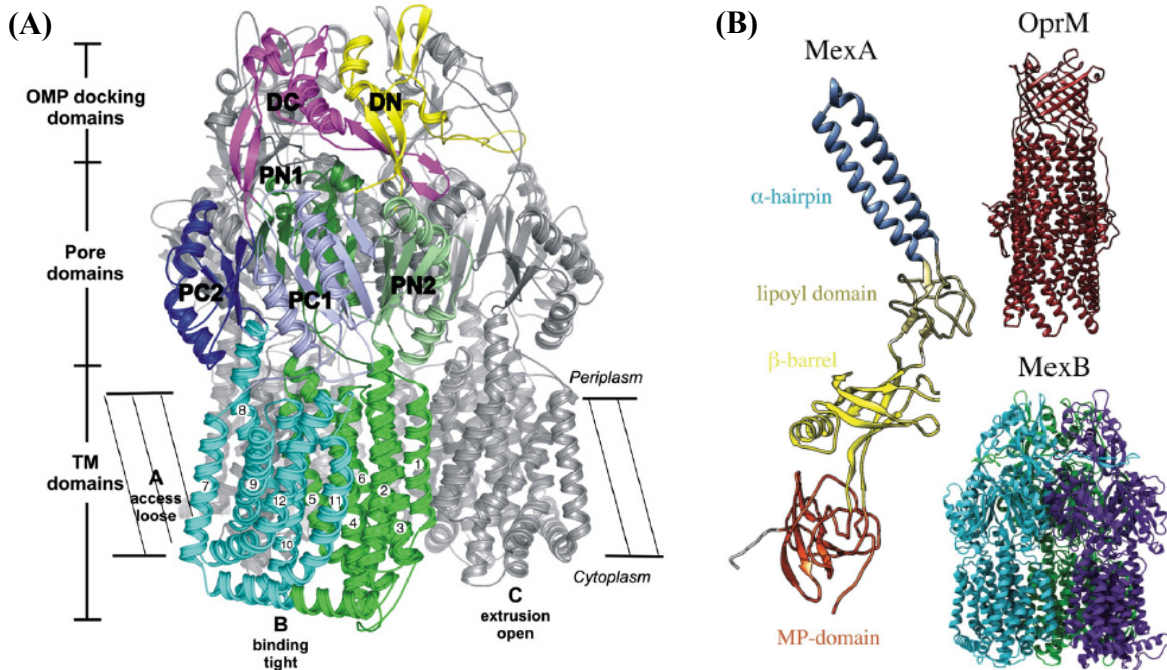 (A)
OMP docking
domains
Pore
domains
TM
domains
DC
DN
PN1
PC2
PC1
PN2
Periplasm
8
7
9
12
10
5
11
6
4
2
1
3
A
access
loose
Cytoplasm
B
binding
tight
C
extrusion
open
(B)
MexA
OprM
α-hairpin
lipoyl domain
β-barrel
MexB
MP-domain